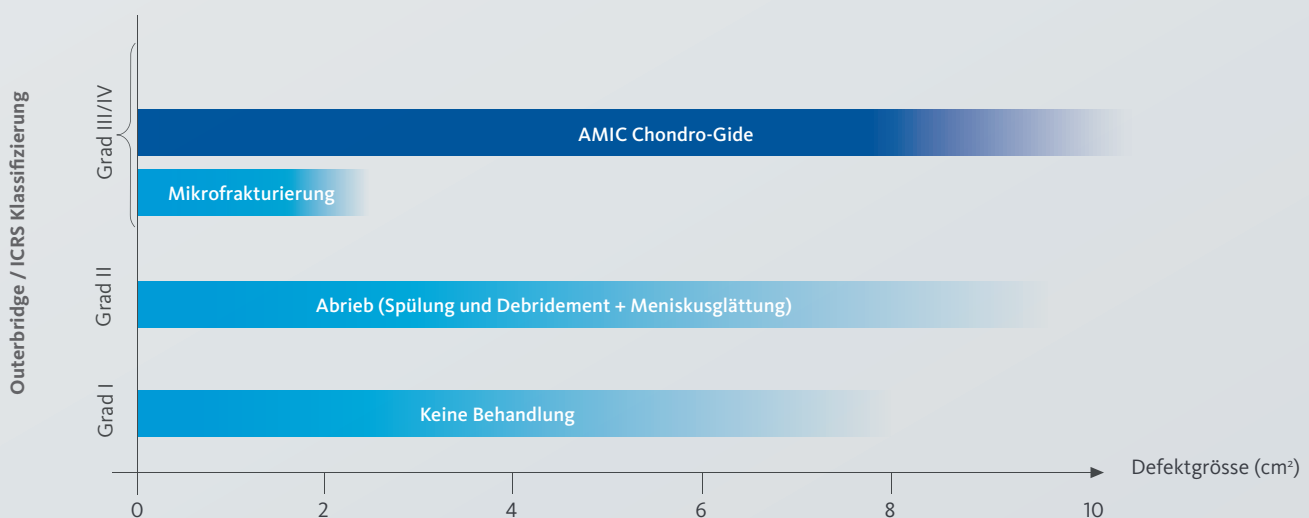 Outerbridge / ICRS Klassifizierung
Grad III/IV
AMIC Chondro-Gide
Mikrofrakturierung
Grad II
Abrieb (Spülung und Debridement + Meniskusglättung)
Grad I
Keine Behandlung
Defektgrösse (cm²)
0 2 4 6 8 10